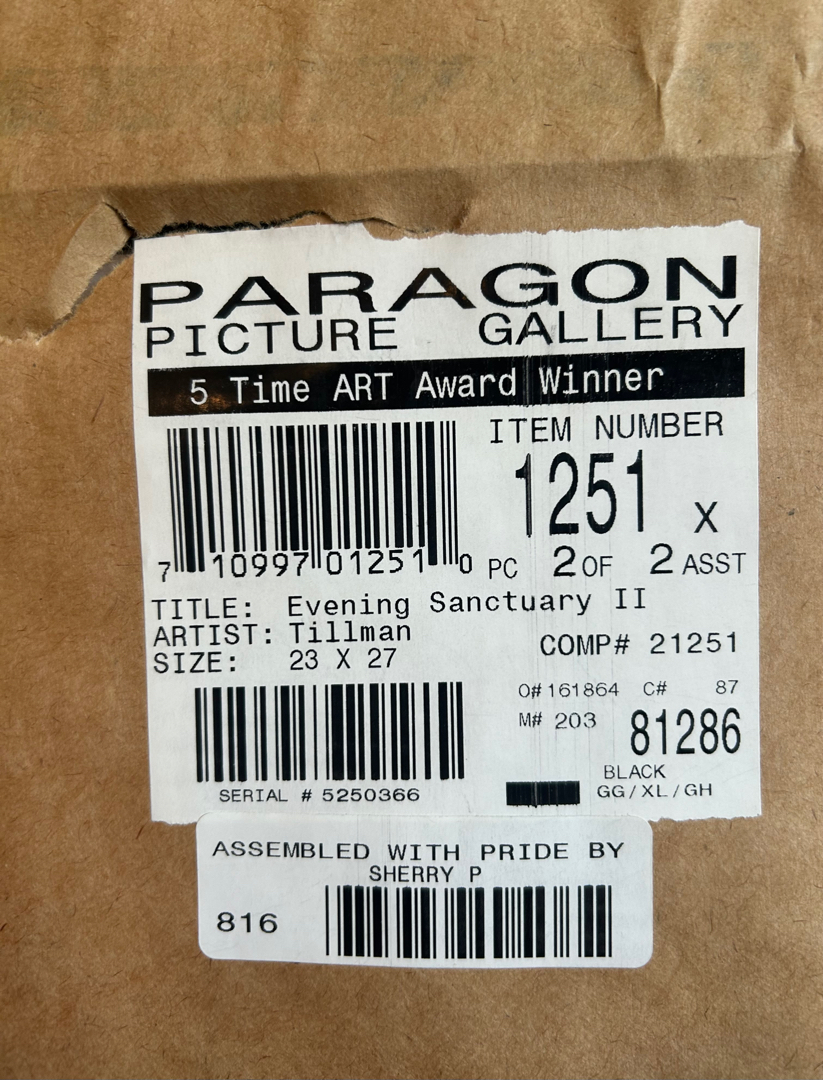 PARAGON
PICTURE GALLERY
5 Time ART Award Winner
ITEM NUMBER
1251 X
7 10997 01251 0
PC 2 OF 2 ASST
TITLE: Evening Sanctuary II
ARTIST: Tillman
SIZE: 23 X 27
COMP# 21251
O# 161864 C# 87
M# 203 81286
BLACK
GG/XL/GH
SERIAL # 5250366
ASSEMBLED WITH PRIDE BY
SHERRY P
816